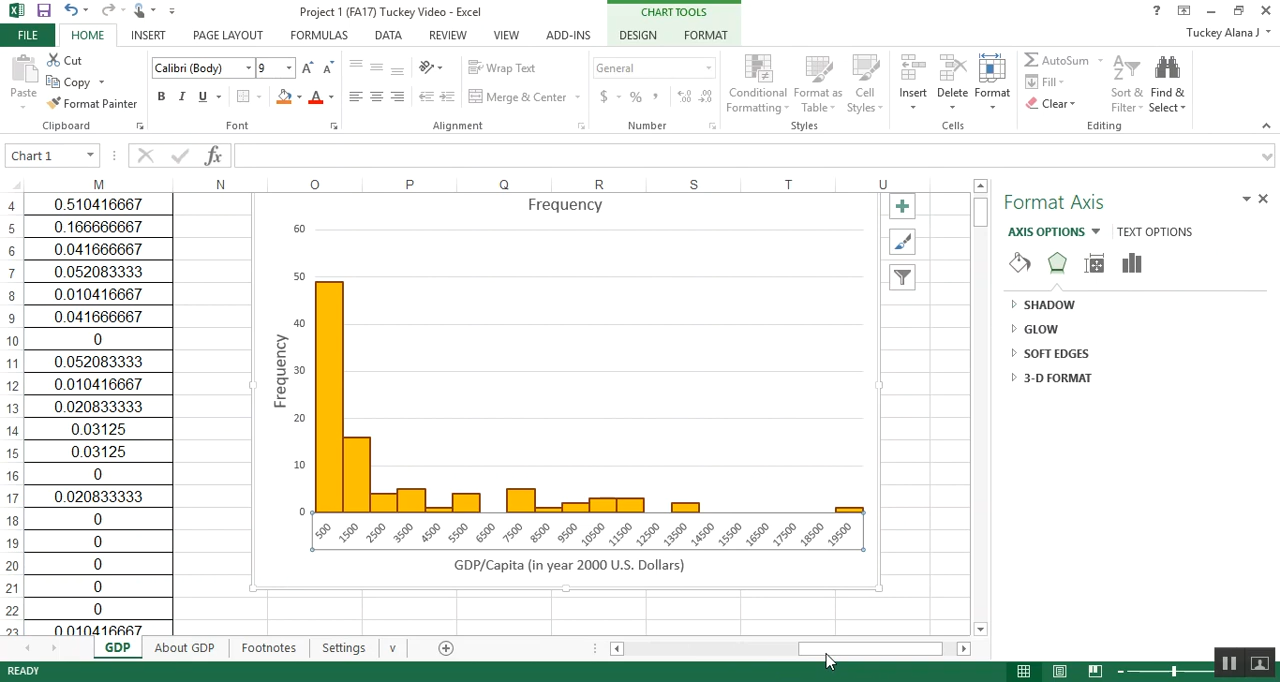 Project 1 (FA17) Tuckey Video - Excel
CHART TOOLS
?
FILE HOME INSERT PAGE LAYOUT FORMULAS DATA REVIEW VIEW ADD-INS DESIGN FORMAT Tuckey Alana J
Paste
Cut
Copy
Format Painter
Clipboard
Calibri (Body) 9 A A
B I U A
Font
Wrap Text
Merge & Center
Alignment
General
$ % ,
Number
Conditional Formatting
Format as Table
Cell Styles
Styles
Insert Delete Format
Cells
AutoSum
Fill
Clear
Sort & Filter
Find & Select
Editing
Chart 1 fx
M N O P Q R S T U
4 0.510416667
5 0.166666667
6 0.041666667
7 0.052083333
8 0.010416667
9 0.041666667
10 0
11 0.052083333
12 0.010416667
13 0.020833333
14 0.03125
15 0.03125
16 0
17 0.020833333
18 0
19 0
20 0
21 0
22 0
23 0.010416667
Frequency
60
50
40
30
20
10
0
Frequency
500 1500 2500 3500 4500 5500 6500 7500 8500 9500 10500 11500 12500 13500 14500 15500 16500 17500 18500 19500
GDP/Capita (in year 2000 U.S. Dollars)
Format Axis
AXIS OPTIONS TEXT OPTIONS
SHADOW
GLOW
SOFT EDGES
3-D FORMAT
GDP About GDP Footnotes Settings v
READY